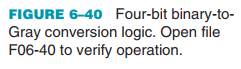 FIGURE 6–40 Four-bit binary-to-
Gray conversion logic. Open file
F06-40 to verify operation.